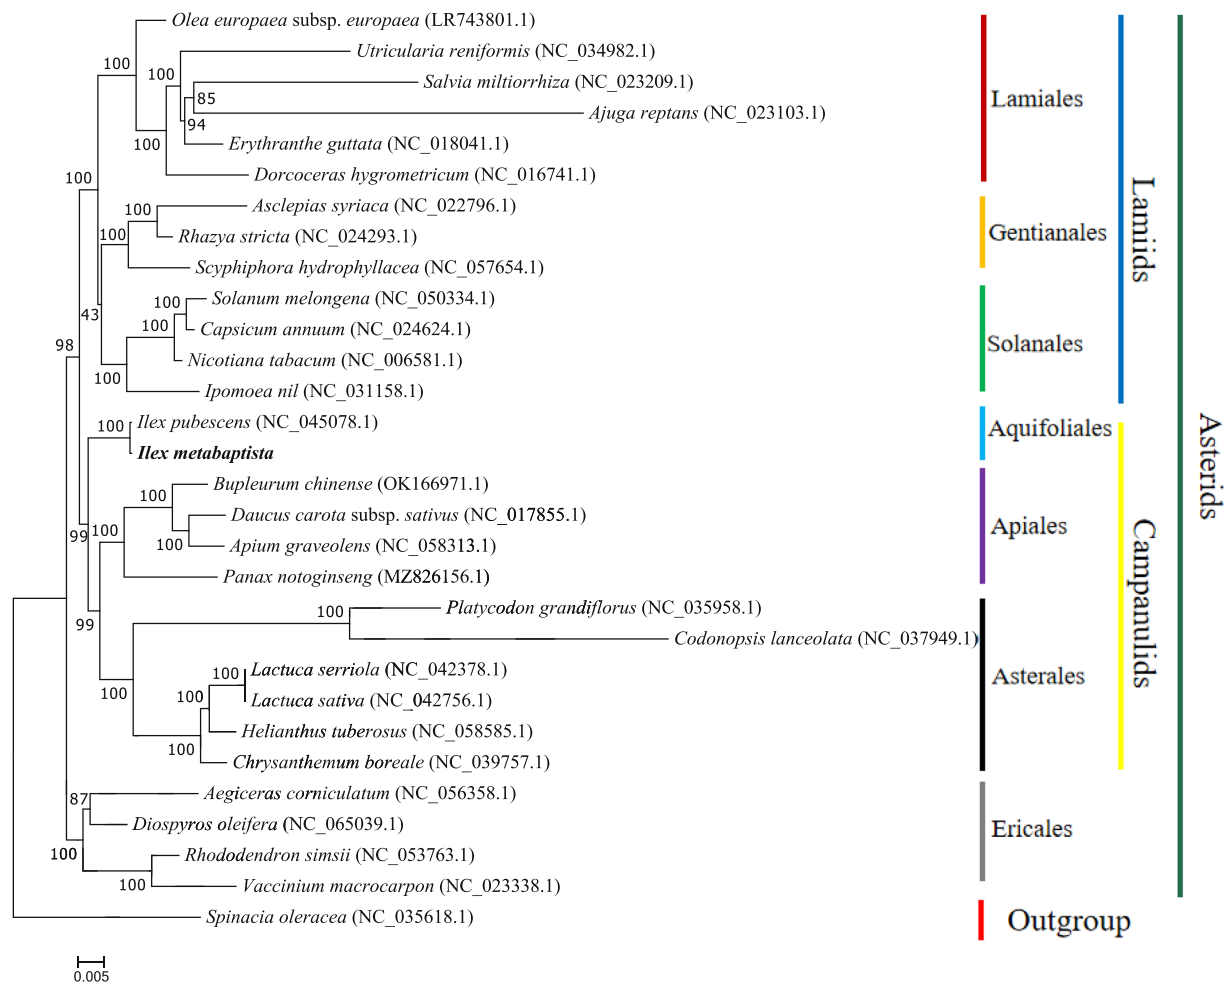 Olea europaea subsp. europaea (LR743801.1)
Utricularia reniformis (NC_034982.1)
100
100
Salvia miltiorrhiza (NC_023209.1)
85
Lamiales
Ajuga reptans (NC_023103.1)
94
100
Erythranthe guttata (NC_018041.1)
Dorcoceras hygrometricum (NC_016741.1)
100
Asclepias syriaca (NC_022796.1)
100
Lamiids
100
Rhazya stricta (NC_024293.1)
Gentianales
Scyphiphora hydrophyllacea (NC_057654.1)
Solanum melongena (NC_050334.1)
100
43
100
Capsicum annuum (NC_024624.1)
98
Solanales
Nicotiana tabacum (NC_006581.1)
100
Ipomoea nil (NC_031158.1)
100
Ilex pubescens (NC_045078.1)
Aquifoliales
Ilex metabaptista
Asterids
Bupleurum chinense (OK166971.1)
100
Daucus carota subsp. sativus (NC_017855.1)
99
100
Apiales
100
Apium graveolens (NC_058313.1)
Panax notoginseng (MZ826156.1)
Campanulids
100
Platycodon grandiflorus (NC_035958.1)
99
Codonopsis lanceolata (NC_037949.1)
100
Lactuca serriola (NC_042378.1)
Asterales
100
100
Lactuca sativa (NC_042756.1)
Helianthus tuberosus (NC_058585.1)
100
Chrysanthemum boreale (NC_039757.1)
87
Aegiceras corniculatum (NC_056358.1)
Diospyros oleifera (NC_065039.1)
Ericales
100
Rhododendron simsii (NC_053763.1)
100
Vaccinium macrocarpon (NC_023338.1)
Spinacia oleracea (NC_035618.1)
Outgroup
0.005